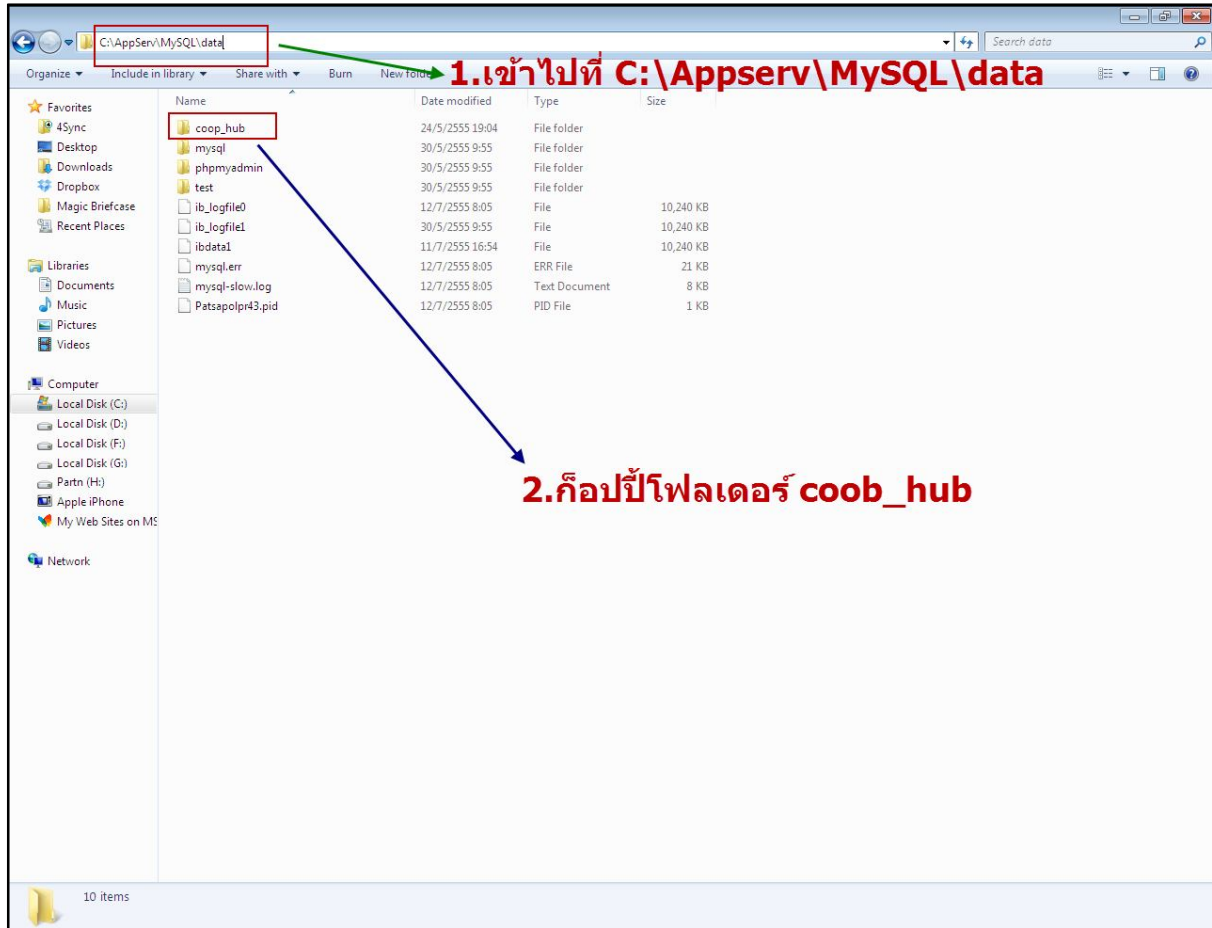 C:\AppServ\MySQL\data
Search data
Organize
Include in library
Share with
Burn
New folde
1.เข้าไปที่ C:\Appserv\MySQL\data
Name
Date modified
Type
Size
coop_hub 24/5/2555 19:04 File folder
mysql 30/5/2555 9:55 File folder
phpmyadmin 30/5/2555 9:55 File folder
test 30/5/2555 9:55 File folder
ib_logfile0 12/7/2555 8:05 File 10,240 KB
ib_logfile1 30/5/2555 9:55 File 10,240 KB
ibdata1 11/7/2555 16:54 File 10,240 KB
mysql.err 12/7/2555 8:05 ERR File 21 KB
mysql-slow.log 12/7/2555 8:05 Text Document 8 KB
Patsapolpr43.pid 12/7/2555 8:05 PID File 1 KB
Favorites
4Sync
Desktop
Downloads
Dropbox
Magic Briefcase
Recent Places
Libraries
Documents
Music
Pictures
Videos
Computer
Local Disk (C:)
Local Disk (D:)
Local Disk (F:)
Local Disk (G:)
Partn (H:)
Apple iPhone
My Web Sites on MS
Network
2.ก็อปปี้โฟลเดอร์ coob_hub
10 items